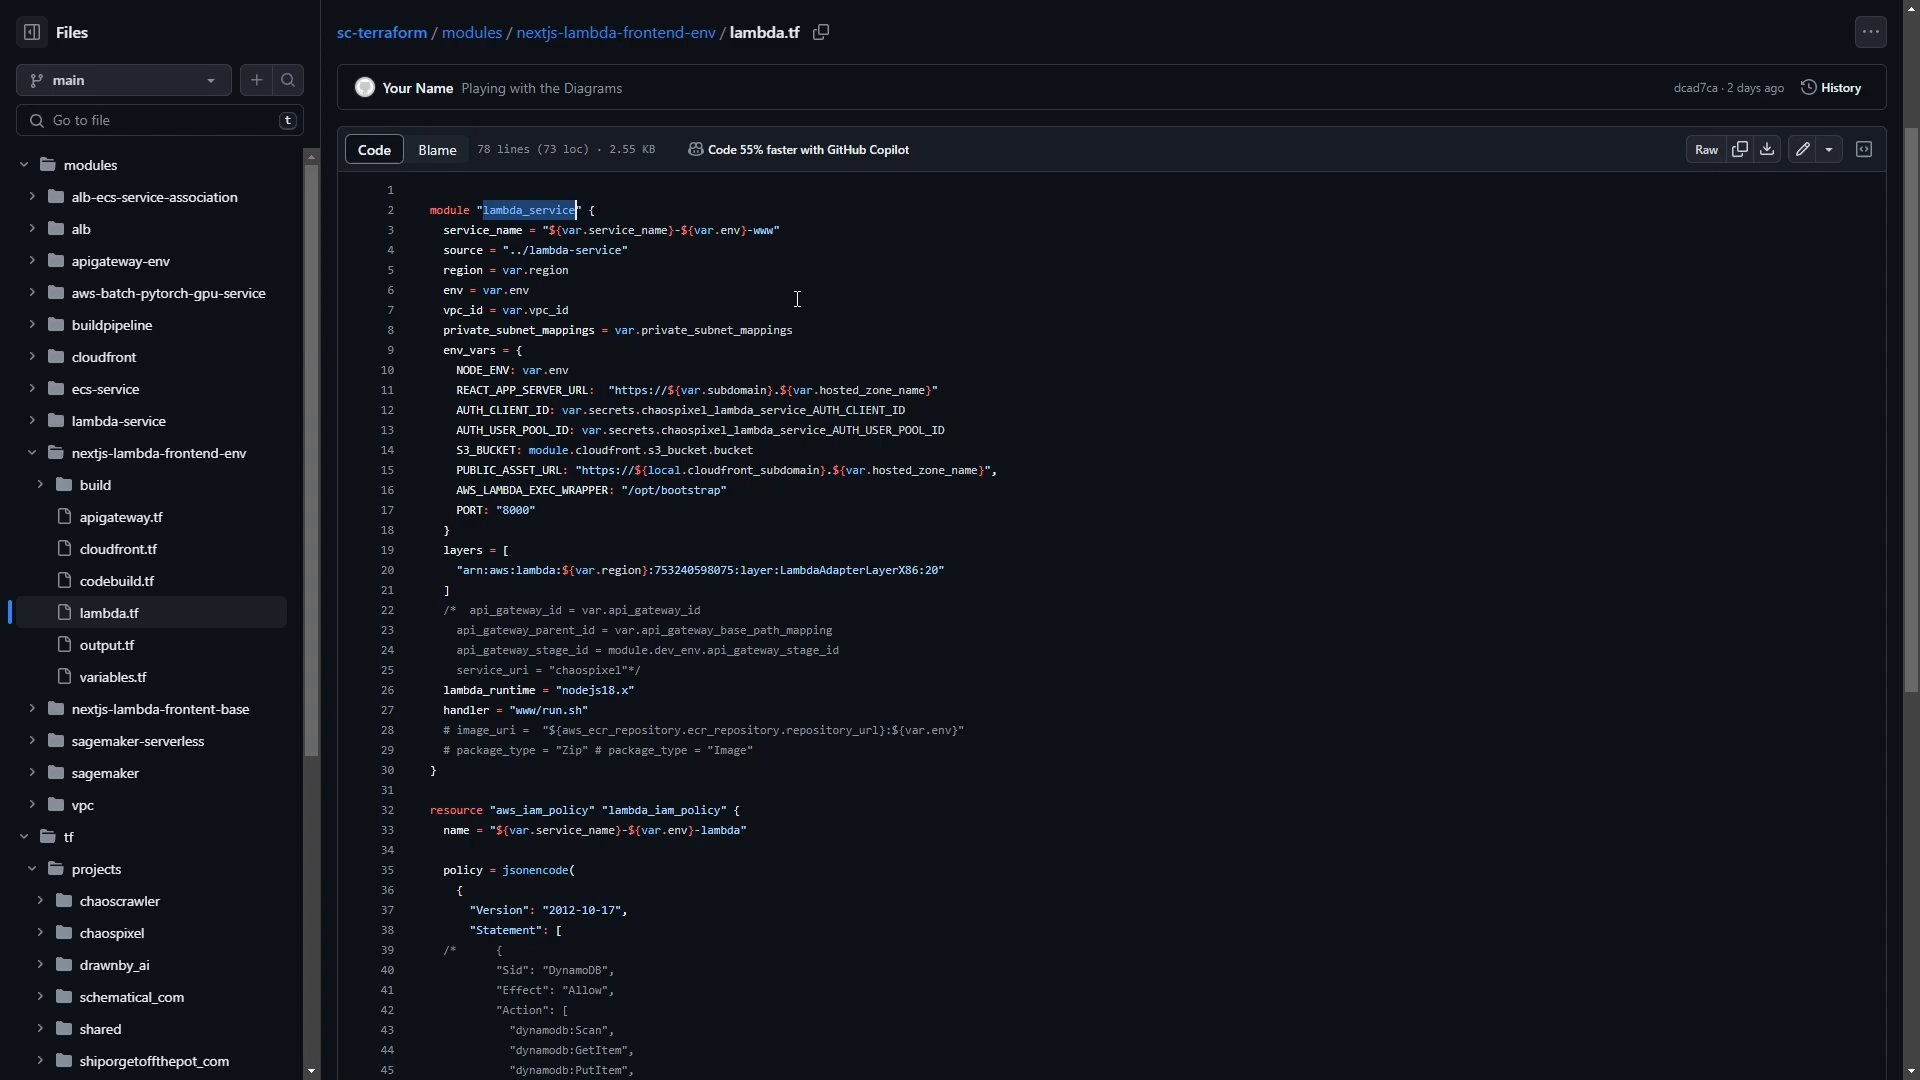 Files
main
Go to file
t
modules
alb-ecs-service-association
alb
apigateway-env
aws-batch-pytorch-gpu-service
buildpipeline
cloudfront
ecs-service
lambda-service
nextjs-lambda-frontend-env
build
apigateway.tf
cloudfront.tf
codebuild.tf
lambda.tf
output.tf
variables.tf
nextjs-lambda-frontent-base
sagemaker-serverless
sagemaker
vpc
tf
projects
chaoscrawler
chaospixel
drawnby_ai
schematical_com
shared
shiporgetoffthepot_com
sc-terraform / modules / nextjs-lambda-frontend-env / lambda.tf
Your Name Playing with the Diagrams
dcad7ca · 2 days ago
History
Code
Blame
78 lines (73 loc) · 2.55 KB
Code 55% faster with GitHub Copilot
Raw
1
2 module "lambda_service" {
3 service_name = "${var.service_name}-${var.env}-www"
4 source = "../lambda-service"
5 region = var.region
6 env = var.env
7 vpc_id = var.vpc_id
8 private_subnet_mappings = var.private_subnet_mappings
9 env_vars = {
10 NODE_ENV: var.env
11 REACT_APP_SERVER_URL:  "https://${var.subdomain}.${var.hosted_zone_name}"
12 AUTH_CLIENT_ID: var.secrets.chaospixel_lambda_service_AUTH_CLIENT_ID
13 AUTH_USER_POOL_ID: var.secrets.chaospixel_lambda_service_AUTH_USER_POOL_ID
14 S3_BUCKET: module.cloudfront.s3_bucket.bucket
15 PUBLIC_ASSET_URL: "https://${local.cloudfront_subdomain}.${var.hosted_zone_name}",
16 AWS_LAMBDA_EXEC_WRAPPER: "/opt/bootstrap"
17 PORT: "8000"
18 }
19 layers = [
20 "arn:aws:lambda:${var.region}:753240598075:layer:LambdaAdapterLayerX86:20"
21 ]
22 /*  api_gateway_id = var.api_gateway_id
23 api_gateway_parent_id = var.api_gateway_base_path_mapping
24 api_gateway_stage_id = module.dev_env.api_gateway_stage_id
25 service_uri = "chaospixel"*/
26 lambda_runtime = "nodejs18.x"
27 handler = "www/run.sh"
28 # image_uri =  "${aws_ecr_repository.ecr_repository.repository_url}:${var.env}"
29 # package_type = "Zip" # package_type = "Image"
30 }
31
32 resource "aws_iam_policy" "lambda_iam_policy" {
33 name = "${var.service_name}-${var.env}-lambda"
34
35 policy = jsonencode(
36 {
37 "Version": "2012-10-17",
38 "Statement": [
39 /*      {
40 "Sid": "DynamoDB",
41 "Effect": "Allow",
42 "Action": [
43 "dynamodb:Scan",
44 "dynamodb:GetItem",
45 "dynamodb:PutItem",